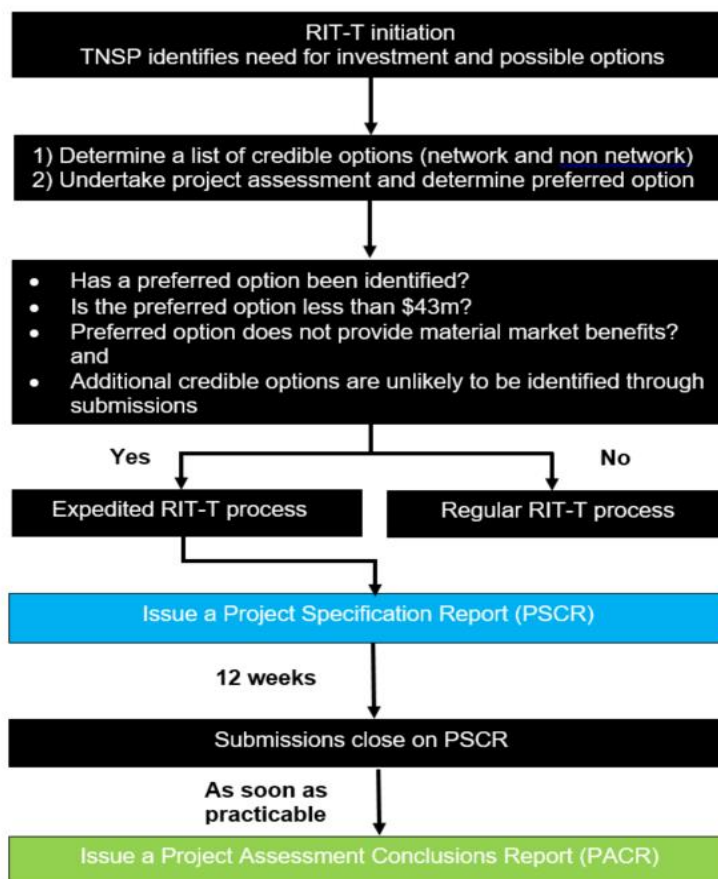 RIT-T initiation
TNSP identifies need for investment and possible options
1) Determine a list of credible options (network and non network)
2) Undertake project assessment and determine preferred option
• Has a preferred option been identified?
• Is the preferred option less than $43m?
• Preferred option does not provide material market benefits?
and
• Additional credible options are unlikely to be identified through
submissions
Yes
No
Expedited RIT-T process
Regular RIT-T process
Issue a Project Specification Report (PSCR)
12 weeks
Submissions close on PSCR
As soon as
practicable
Issue a Project Assessment Conclusions Report (PACR)